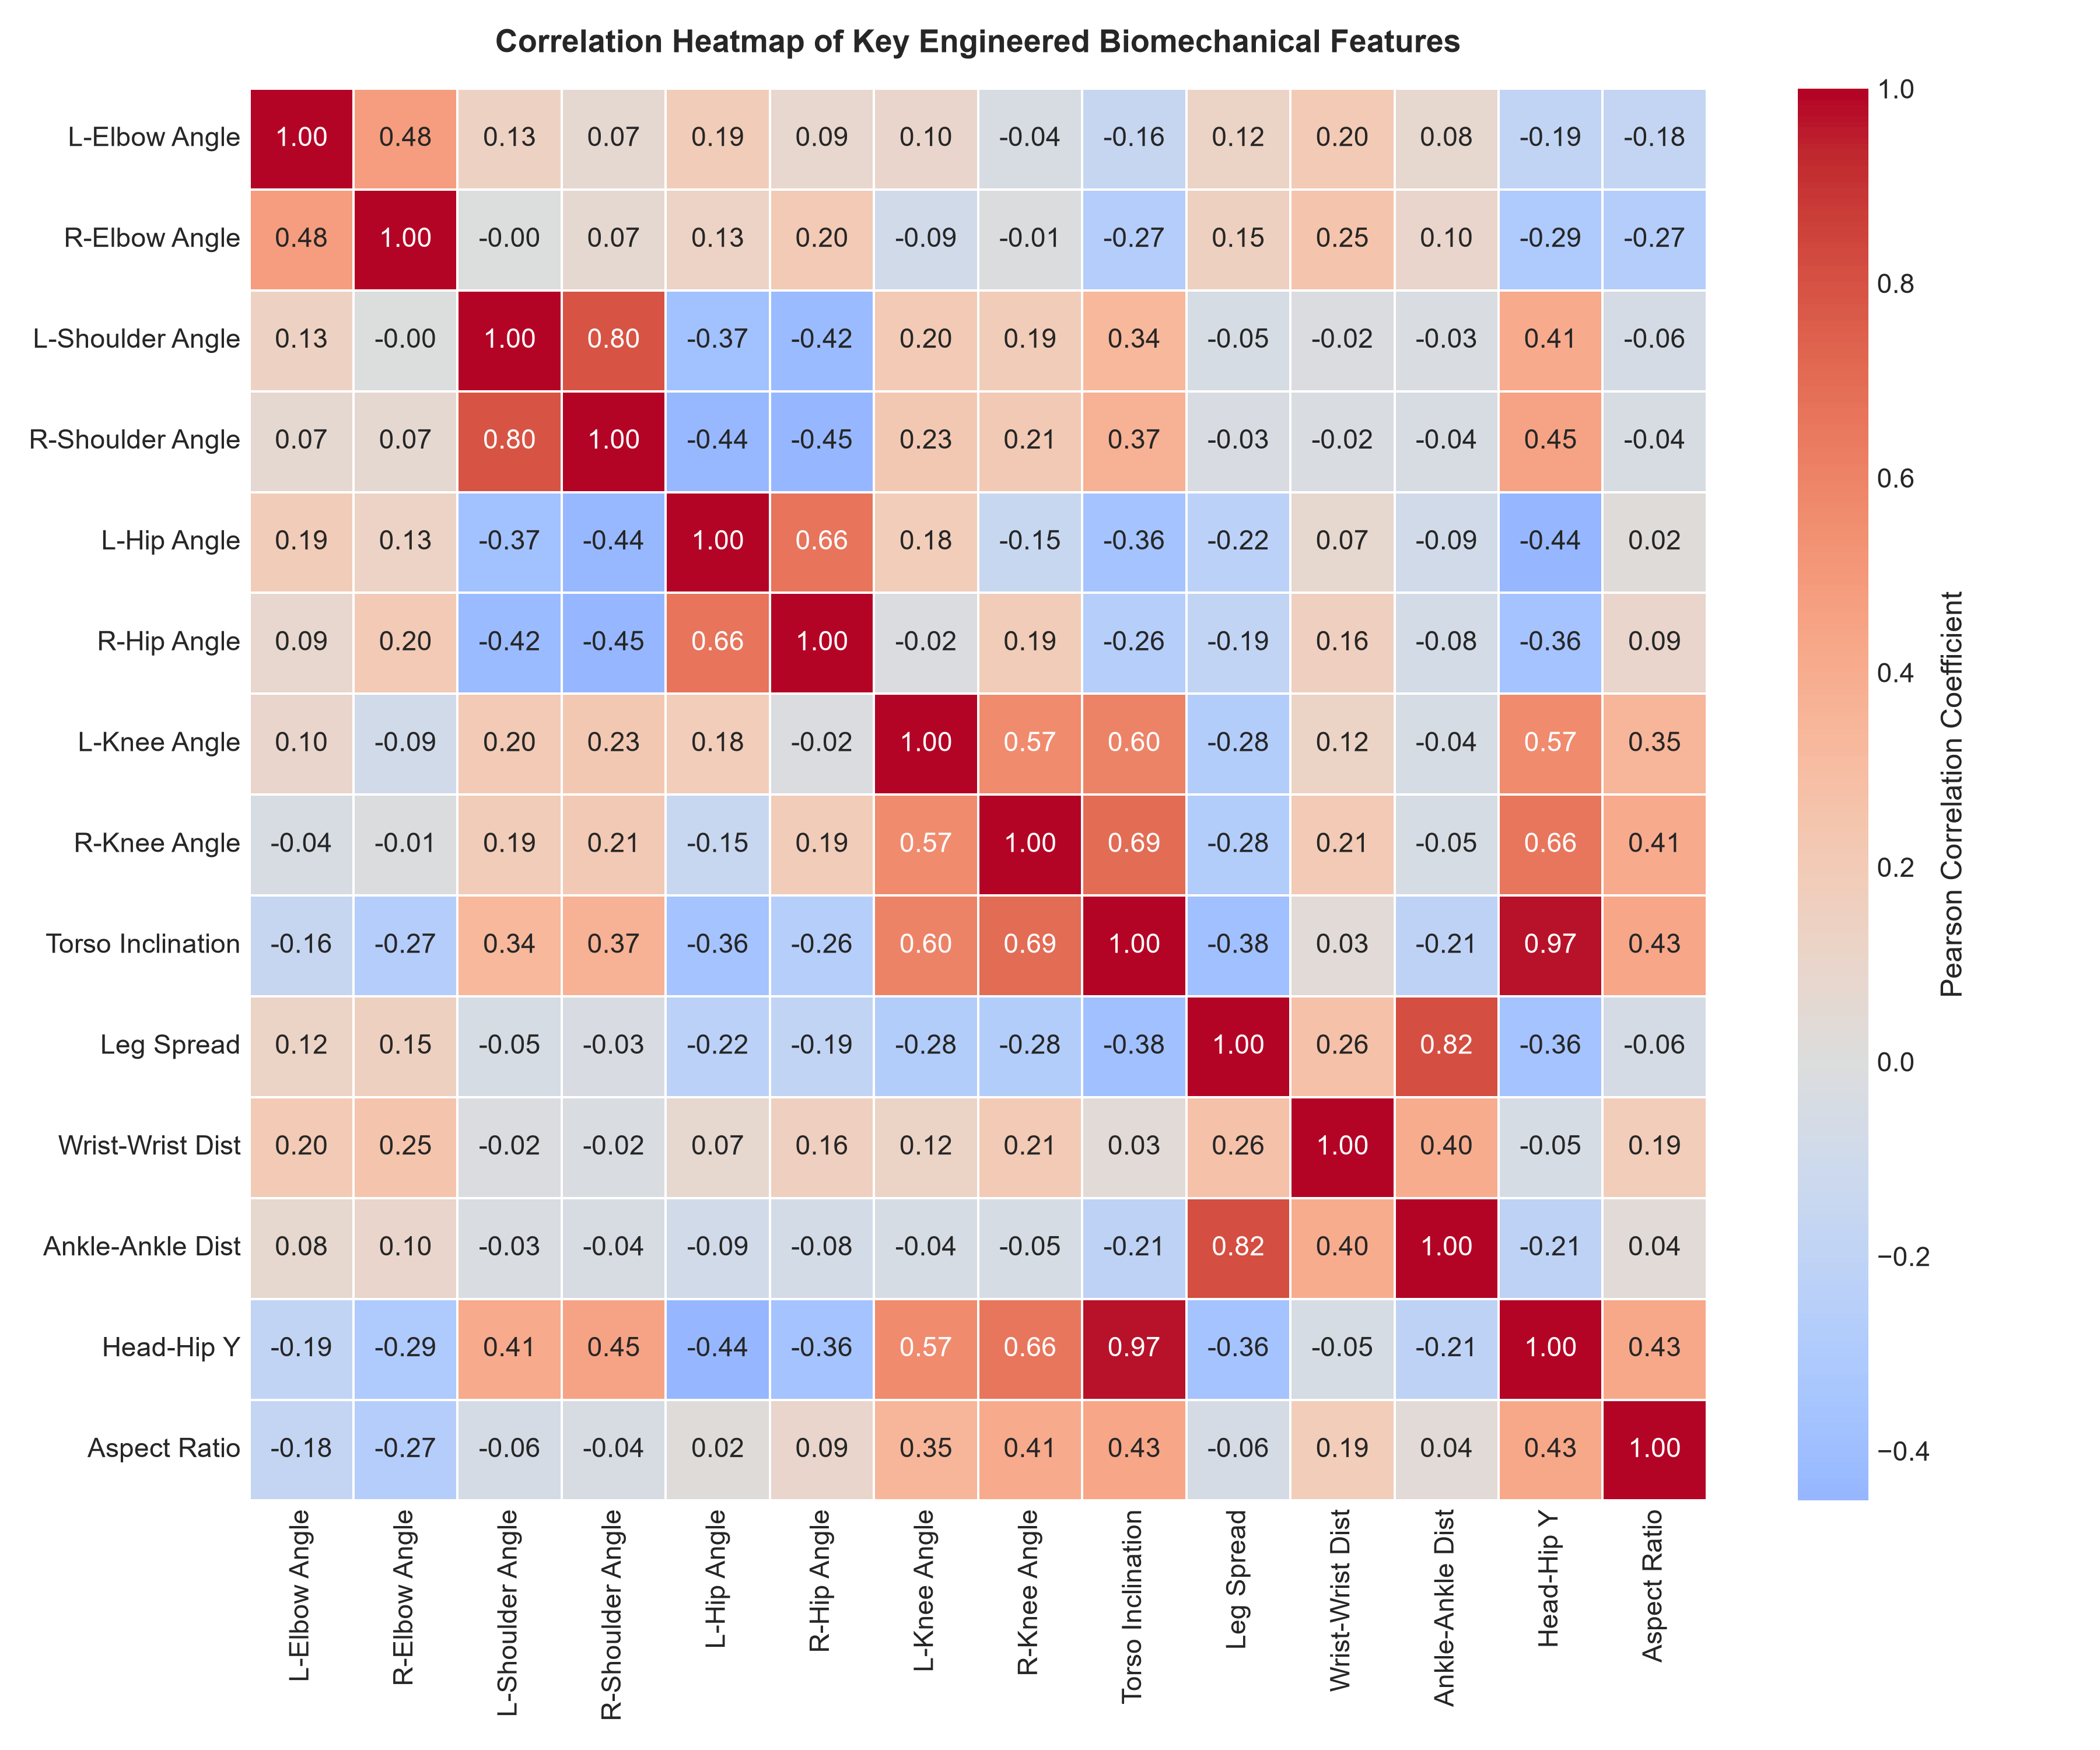 Correlation Heatmap of Key Engineered Biomechanical Features
L-Elbow Angle 1.00 0.48 0.13 0.07 0.19 0.09 0.10 -0.04 -0.16 0.12 0.20 0.08 -0.19 -0.18
R-Elbow Angle 0.48 1.00 -0.00 0.07 0.13 0.20 -0.09 -0.01 -0.27 0.15 0.25 0.10 -0.29 -0.27
L-Shoulder Angle 0.13 -0.00 1.00 0.80 -0.37 -0.42 0.20 0.19 0.34 -0.05 -0.02 -0.03 0.41 -0.06
R-Shoulder Angle 0.07 0.07 0.80 1.00 -0.44 -0.45 0.23 0.21 0.37 -0.03 -0.02 -0.04 0.45 -0.04
L-Hip Angle 0.19 0.13 -0.37 -0.44 1.00 0.66 0.18 -0.15 -0.36 -0.22 0.07 -0.09 -0.44 0.02
R-Hip Angle 0.09 0.20 -0.42 -0.45 0.66 1.00 -0.02 0.19 -0.26 -0.19 0.16 -0.08 -0.36 0.09
L-Knee Angle 0.10 -0.09 0.20 0.23 0.18 -0.02 1.00 0.57 0.60 -0.28 0.12 -0.04 0.57 0.35
R-Knee Angle -0.04 -0.01 0.19 0.21 -0.15 0.19 0.57 1.00 0.69 -0.28 0.21 -0.05 0.66 0.41
Torso Inclination -0.16 -0.27 0.34 0.37 -0.36 -0.26 0.60 0.69 1.00 -0.38 0.03 -0.21 0.97 0.43
Leg Spread 0.12 0.15 -0.05 -0.03 -0.22 -0.19 -0.28 -0.28 -0.38 1.00 0.26 0.82 -0.36 -0.06
Wrist-Wrist Dist 0.20 0.25 -0.02 -0.02 0.07 0.16 0.12 0.21 0.03 0.26 1.00 0.40 -0.05 0.19
Ankle-Ankle Dist 0.08 0.10 -0.03 -0.04 -0.09 -0.08 -0.04 -0.05 -0.21 0.82 0.40 1.00 -0.21 0.04
Head-Hip Y -0.19 -0.29 0.41 0.45 -0.44 -0.36 0.57 0.66 0.97 -0.36 -0.05 -0.21 1.00 0.43
Aspect Ratio -0.18 -0.27 -0.06 -0.04 0.02 0.09 0.35 0.41 0.43 -0.06 0.19 0.04 0.43 1.00
L-Elbow Angle
R-Elbow Angle
L-Shoulder Angle
R-Shoulder Angle
L-Hip Angle
R-Hip Angle
L-Knee Angle
R-Knee Angle
Torso Inclination
Leg Spread
Wrist-Wrist Dist
Ankle-Ankle Dist
Head-Hip Y
Aspect Ratio
1.0
0.8
0.6
0.4
0.2
0.0
−0.2
−0.4
Pearson Correlation Coefficient